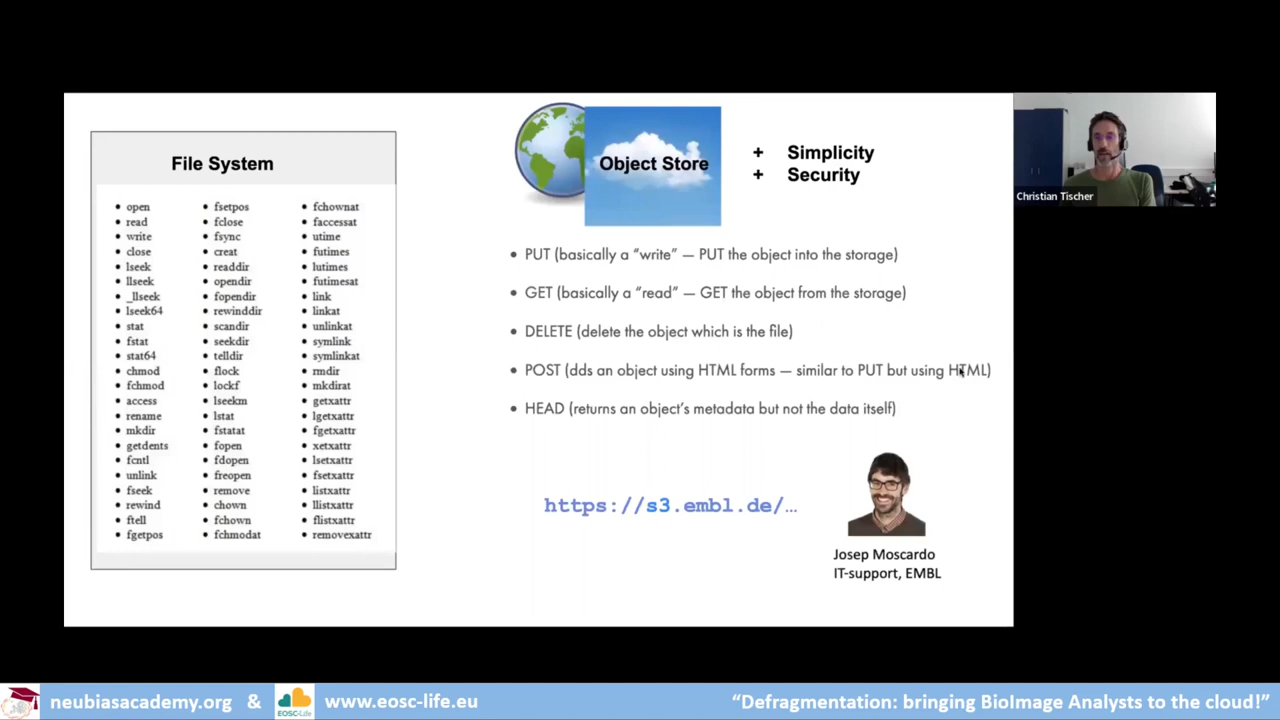 File System
open
read
write
close
lseek
llseek
_llseek
lseek64
stat
fstat
stat64
chmod
fchmod
access
rename
mkdir
getdents
fcntl
unlink
fseek
rewind
ftell
fgetpos
fsetpos
fclose
fsync
creat
readdir
opendir
fopendir
rewinddir
scandir
seekdir
telldir
flock
lockf
lseekm
lstat
fstatat
fopen
fdopen
freopen
remove
chown
fchown
fchmodat
fchownat
faccessat
utime
futimes
lutimes
futimesat
link
linkat
unlinkat
symlink
symlinkat
rmdir
mkdirat
getxattr
lgetxattr
fgetxattr
xetxattr
lsetxattr
fsetxattr
listxattr
llistxattr
flistxattr
removexattr
Object Store
+ Simplicity
+ Security
• PUT (basically a “write” — PUT the object into the storage)
• GET (basically a “read” — GET the object from the storage)
• DELETE (delete the object which is the file)
• POST (dds an object using HTML forms — similar to PUT but using HTML)
• HEAD (returns an object’s metadata but not the data itself)
https://s3.embl.de/…
Josep Moscardo
IT-support, EMBL
Christian Tischer
neubiasacademy.org & EOSC-Life www.eosc-life.eu “Defragmentation: bringing BioImage Analysts to the cloud!”